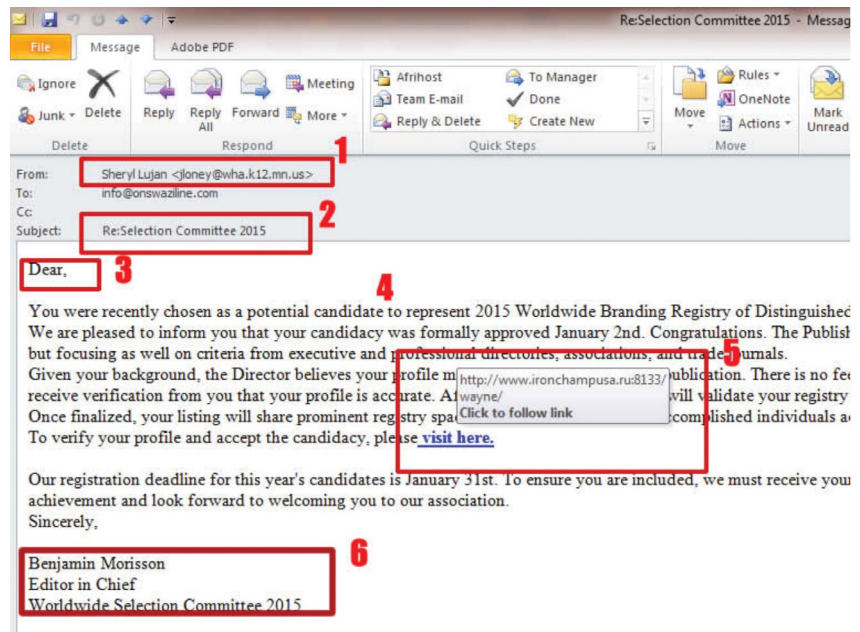 Re:Selection Committee 2015 - Messag
File Message Adobe PDF
Ignore
Junk
Delete
Reply
Reply All
Forward
Meeting
More
Afrihost
Team E-mail
Reply & Delete
To Manager
Done
Create New
Move
Rules
OneNote
Actions
Mark Unread
Delete Respond Quick Steps Move
1
From: Sheryl Lujan <jloney@wha.k12.mn.us>
To: info@onswaziline.com
Cc:
2
Subject: Re:Selection Committee 2015
Dear,
3
4
You were recently chosen as a potential candidate to represent 2015 Worldwide Branding Registry of Distinguished
We are pleased to inform you that your candidacy was formally approved January 2nd. Congratulations. The Publish
but focusing as well on criteria from executive and professional directories, associations, and trade journals.
5
Given your background, the Director believes your profile m publication. There is no fee
receive verification from you that your profile is accurate. Af will validate your registry
Once finalized, your listing will share prominent registry spac accomplished individuals a
http://www.ironchampusa.ru:8133/
wayne/
Click to follow link
To verify your profile and accept the candidacy, please visit here.
Our registration deadline for this year's candidates is January 31st. To ensure you are included, we must receive your
achievement and look forward to welcoming you to our association.
Sincerely,
6
Benjamin Morisson
Editor in Chief
Worldwide Selection Committee 2015